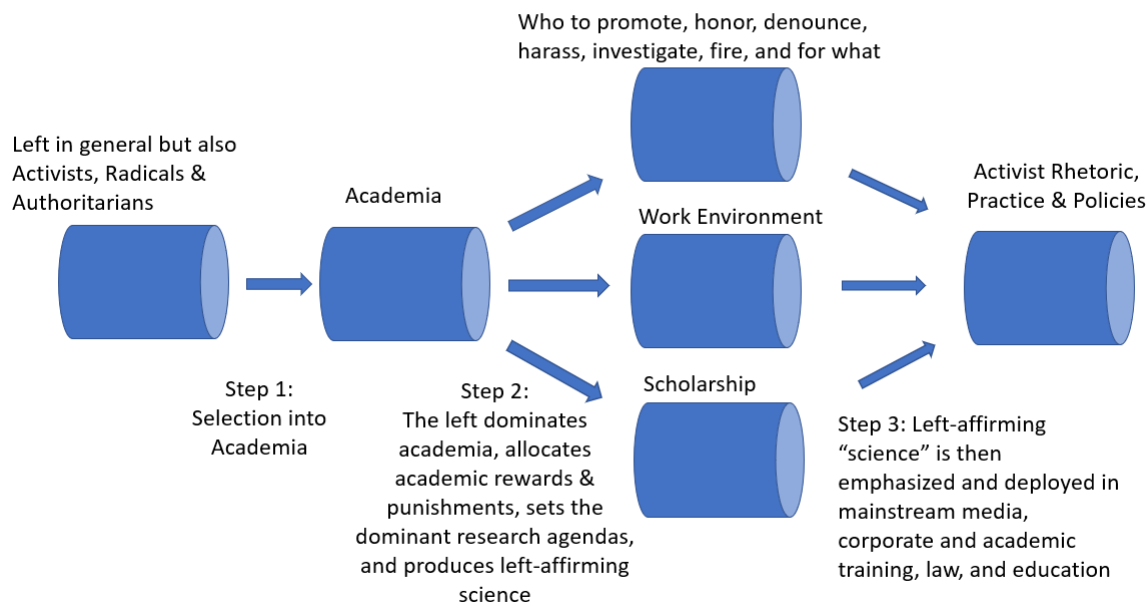 Who to promote, honor, denounce,
harass, investigate, fire, and for what
Left in general but also
Activists, Radicals &
Authoritarians
Academia
Work Environment
Activist Rhetoric,
Practice & Policies
Step 1:
Selection into
Academia
Step 2:
The left dominates
academia, allocates
academic rewards &
punishments, sets the
dominant research agendas,
and produces left-affirming
science
Scholarship
Step 3: Left-affirming
“science” is then
emphasized and deployed in
mainstream media,
corporate and academic
training, law, and education